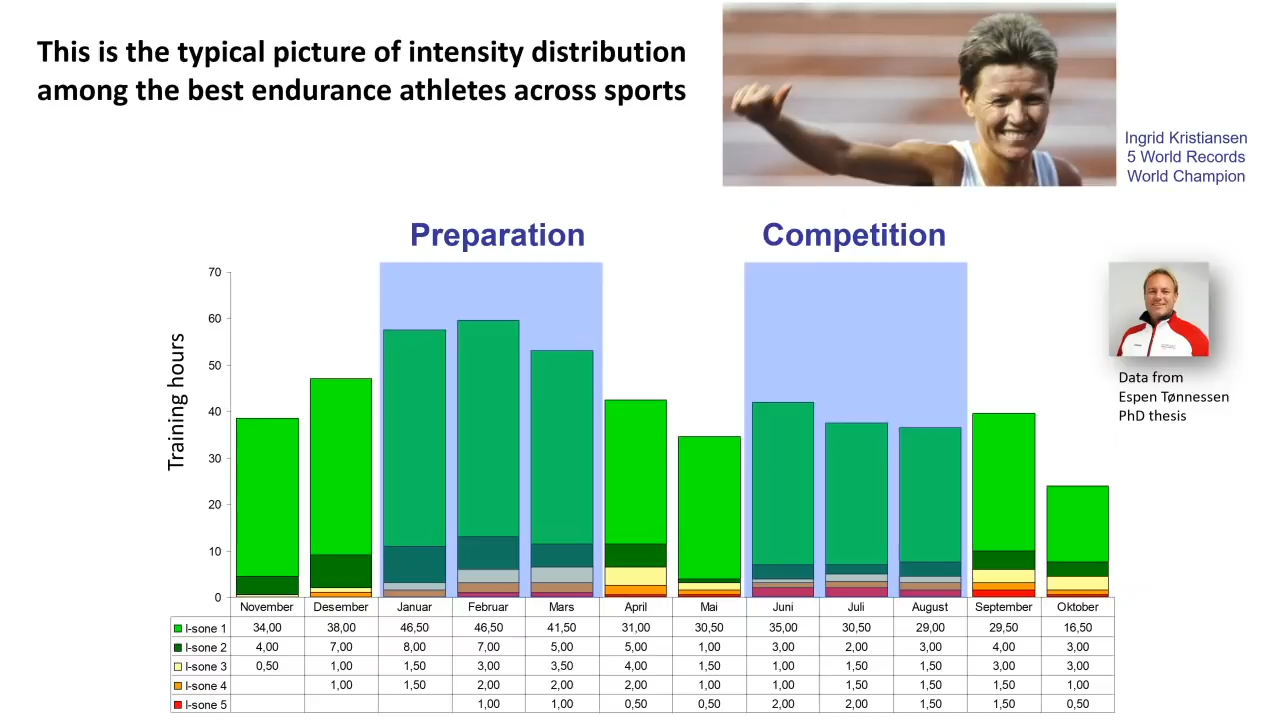 This is the typical picture of intensity distribution
among the best endurance athletes across sports
Ingrid Kristiansen
5 World Records
World Champion
Preparation
Competition
Training hours
70
60
50
40
30
20
10
0
Data from
Espen Tønnessen
PhD thesis
November Desember Januar Februar Mars April Mai Juni Juli August September Oktober
I-sone 1 34,00 38,00 46,50 46,50 41,50 31,00 30,50 35,00 30,50 29,00 29,50 16,50
I-sone 2 4,00 7,00 8,00 7,00 5,00 5,00 1,00 3,00 2,00 3,00 4,00 3,00
I-sone 3 0,50 1,00 1,50 3,00 3,50 4,00 1,50 1,00 1,50 1,50 3,00 3,00
I-sone 4 1,00 1,50 2,00 2,00 2,00 1,00 1,00 1,50 1,50 1,50 1,00
I-sone 5 1,00 1,00 0,50 0,50 2,00 2,00 1,50 1,50 0,50